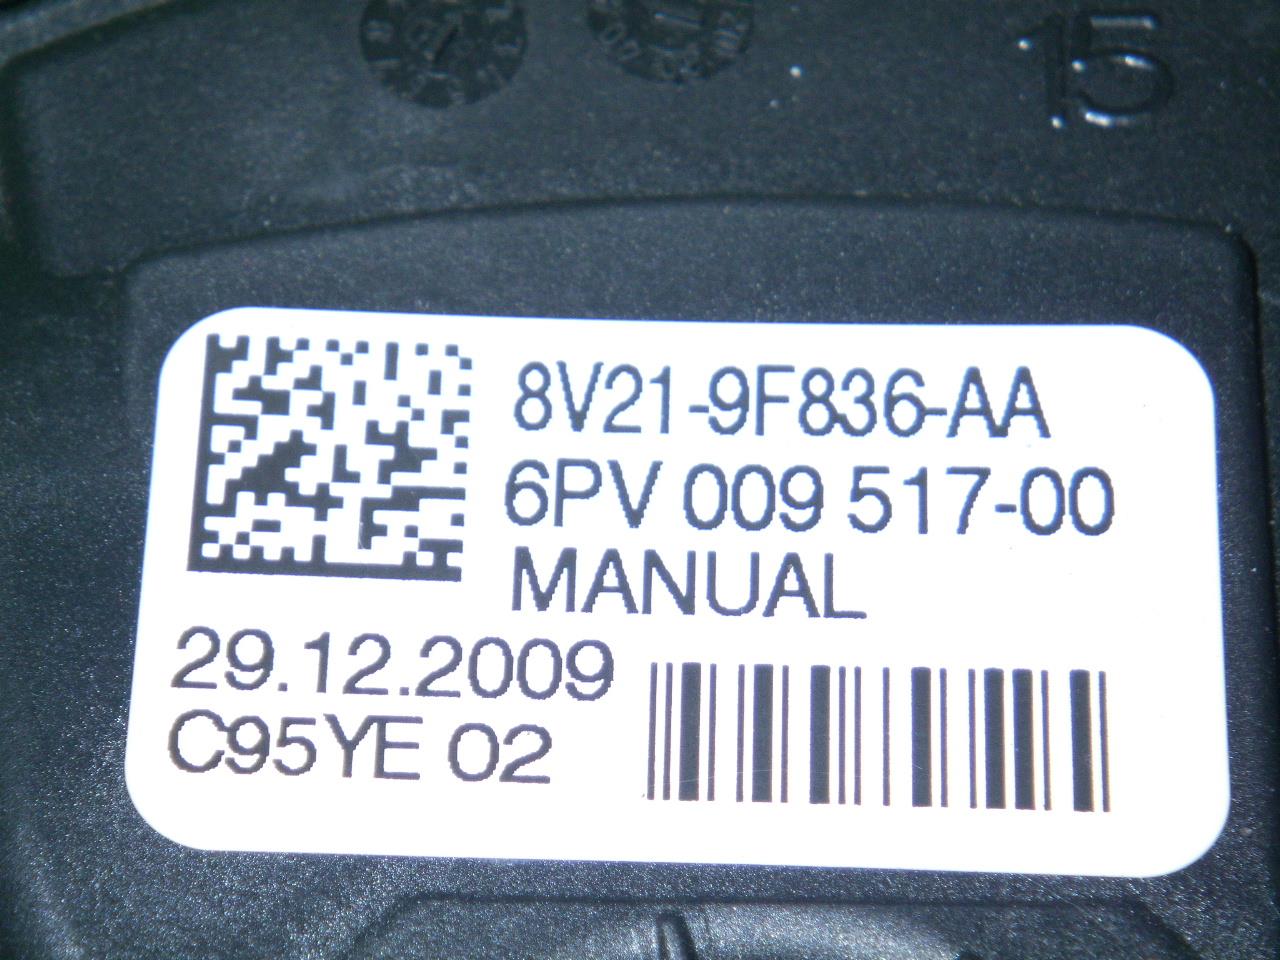 15
8V21-9F836-AA
6PV 009 517-00
MANUAL
29.12.2009
C95YE 02